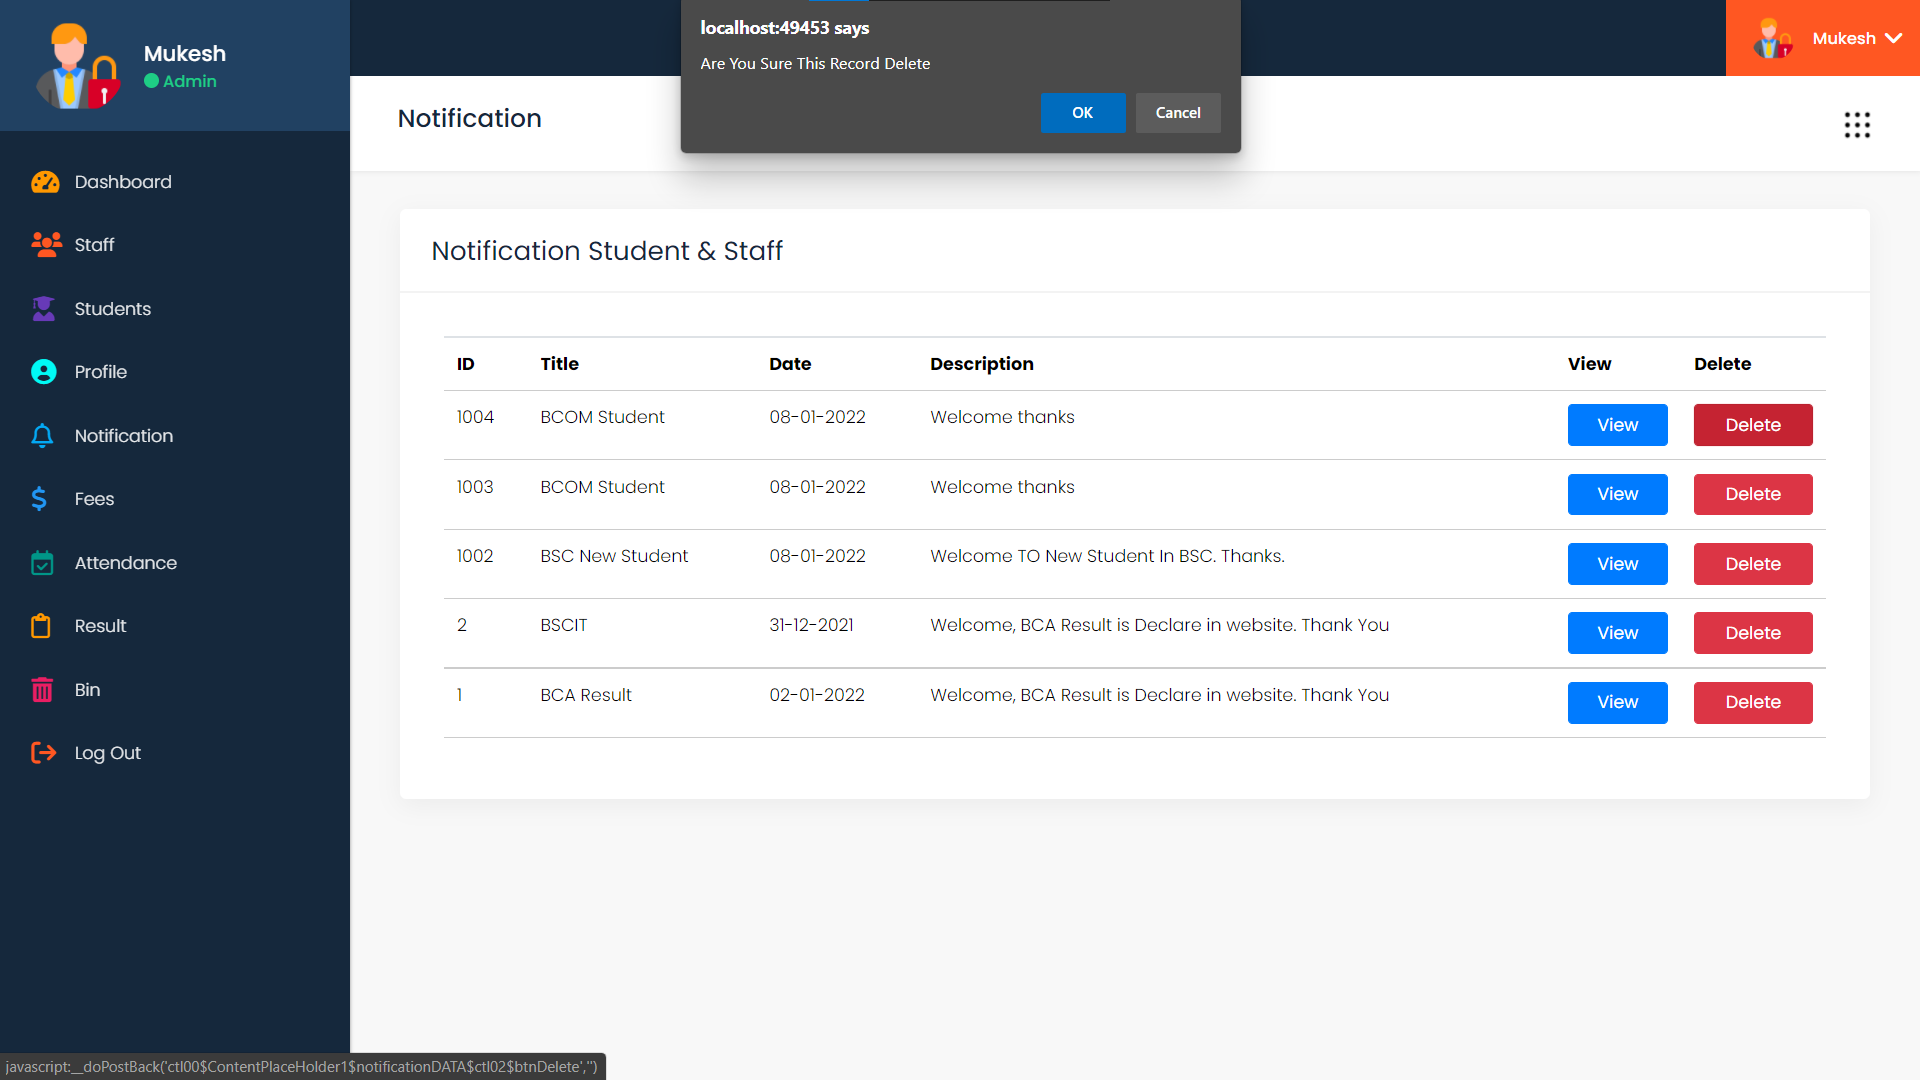 Mukesh
Admin
Dashboard
Staff
Students
Profile
Notification
Fees
Attendance
Result
Bin
Log Out
localhost:49453 says
Are You Sure This Record Delete
OK Cancel
Mukesh
Notification
Notification Student & Staff
ID Title Date Description View Delete
1004 BCOM Student 08-01-2022 Welcome thanks View Delete
1003 BCOM Student 08-01-2022 Welcome thanks View Delete
1002 BSC New Student 08-01-2022 Welcome TO New Student In BSC. Thanks. View Delete
2 BSCIT 31-12-2021 Welcome, BCA Result is Declare in website. Thank You View Delete
1 BCA Result 02-01-2022 Welcome, BCA Result is Declare in website. Thank You View Delete
javascript:__doPostBack('ctl00$ContentPlaceHolder1$notificationDATA$ctl02$btnDelete','')